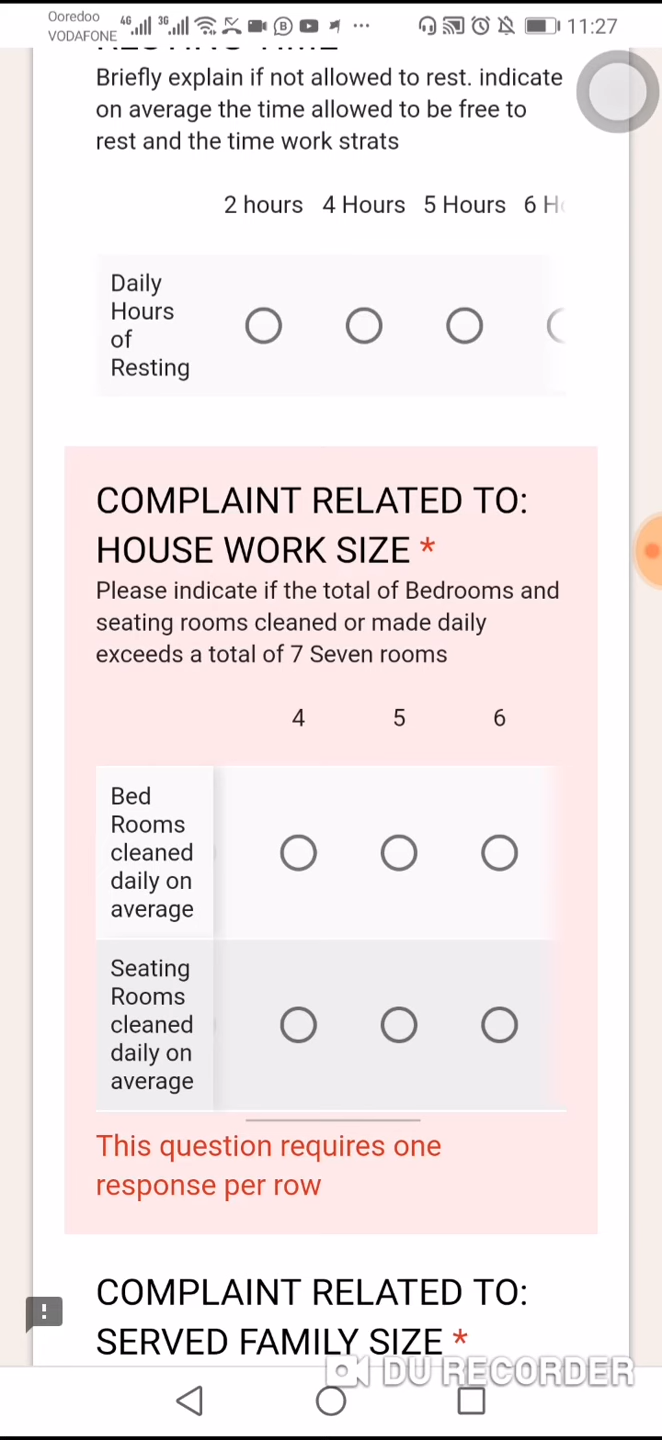 Ooredoo
VODAFONE
4G
3G
11:27
Briefly explain if not allowed to rest. indicate
on average the time allowed to be free to
rest and the time work strats
2 hours 4 Hours 5 Hours 6
Daily
Hours
of
Resting
COMPLAINT RELATED TO:
HOUSE WORK SIZE *
Please indicate if the total of Bedrooms and
seating rooms cleaned or made daily
exceeds a total of 7 Seven rooms
4 5 6
Bed
Rooms
cleaned
daily on
average
Seating
Rooms
cleaned
daily on
average
This question requires one
response per row
COMPLAINT RELATED TO:
SERVED FAMILY SIZE *
DU RECORDER